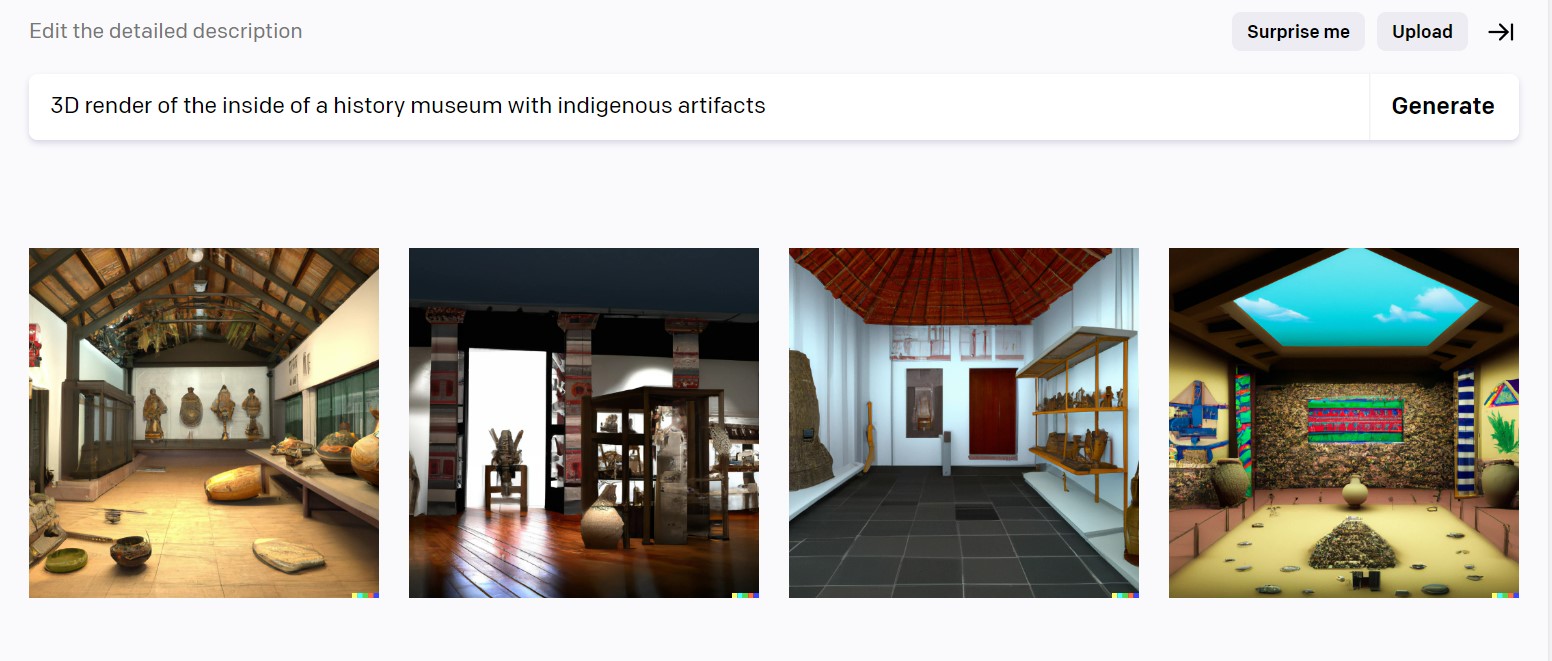 Edit the detailed description
Surprise me
Upload
3D render of the inside of a history museum with indigenous artifacts
Generate